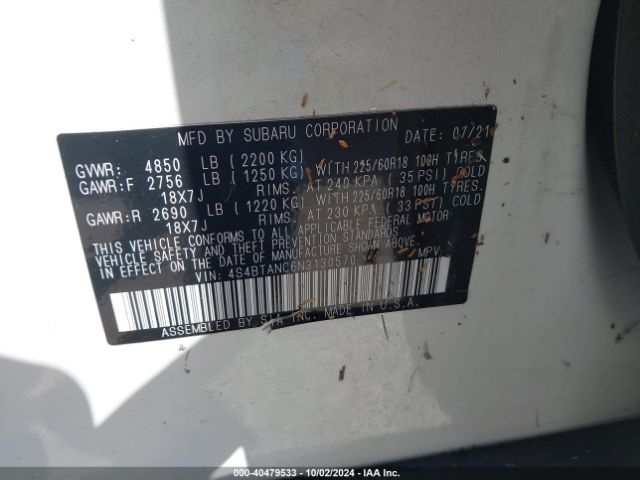 MFD BY SUBARU CORPORATION DATE: 07/21
GVWR: 4850 LB (2200 KG)
GAWR:F 2756 LB (1250 KG) WITH 225/60R18 100H TIRES.
18X7J RIMS. AT 240 KPA (35 PSI) COLD
GAWR:R 2690 LB (1220 KG) WITH 225/60R18 100H TIRES.
18X7J RIMS. AT 230 KPA (33 PSI) COLD
THIS VEHICLE CONFORMS TO ALL APPLICABLE FEDERAL MOTOR
VEHICLE SAFETY AND THEFT PREVENTION STANDARDS
IN EFFECT ON THE DATE OF MANUFACTURE SHOWN ABOVE.
VIN: 4S4BTANC6N3130570 MPV
ASSEMBLED BY SIA INC. MADE IN U.S.A.
000-40479533 - 10/02/2024 - IAA Inc.